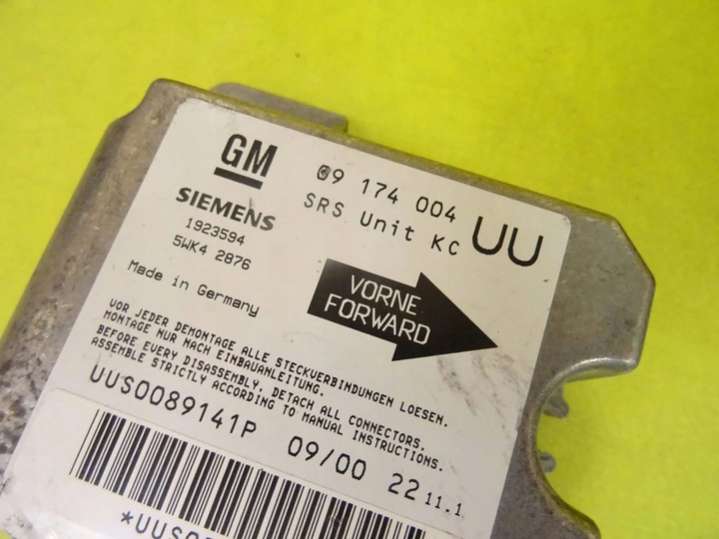 GM
09 174 004
SRS Unit KC
UU
SIEMENS
1923594
5WK4 2876
Made in Germany
VORNE
FORWARD
VOR JEDER DEMONTAGE ALLE STECKVERBINDUNGEN LOESEN.
MONTAGE NUR NACH EINBAUANLEITUNG.
BEFORE EVERY DISASSEMBLY, DETACH ALL CONNECTORS,
ASSEMBLE STRICTLY ACCORDING TO MANUAL INSTRUCTIONS.
UUS0089141P 09/00 22 11.1